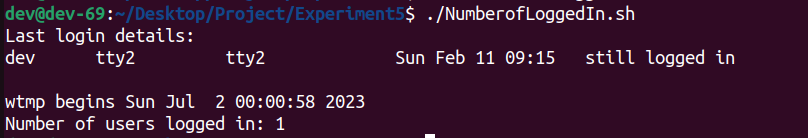 dev@dev-69:~/Desktop/Project/Experiment5$ ./NumberofLoggedIn.sh
Last login details:
dev      tty2         tty2             Sun Feb 11 09:15   still logged in

wtmp begins Sun Jul  2 00:00:58 2023
Number of users logged in: 1